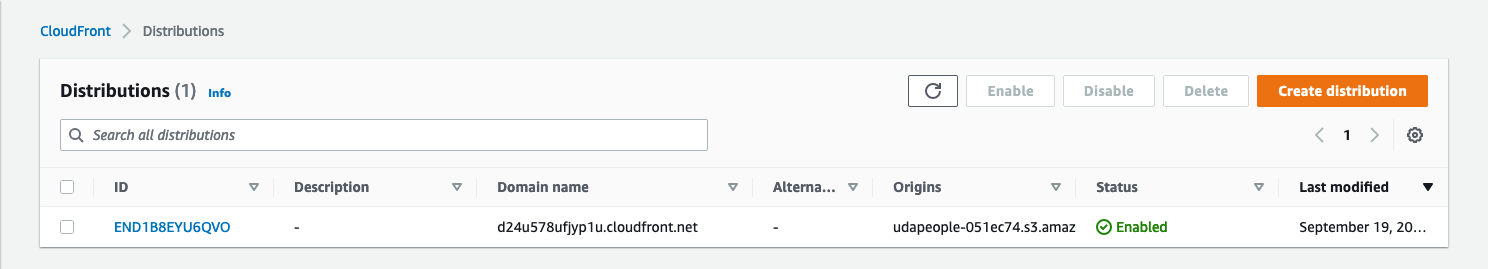 CloudFront > Distributions
Distributions (1) Info Enable Disable Delete Create distribution
Search all distributions 1
ID Description Domain name Alterna... Origins Status Last modified
END1B8EYU6QVO - d24u578ufjyp1u.cloudfront.net - udapeople-051ec74.s3.amaz Enabled September 19, 20...